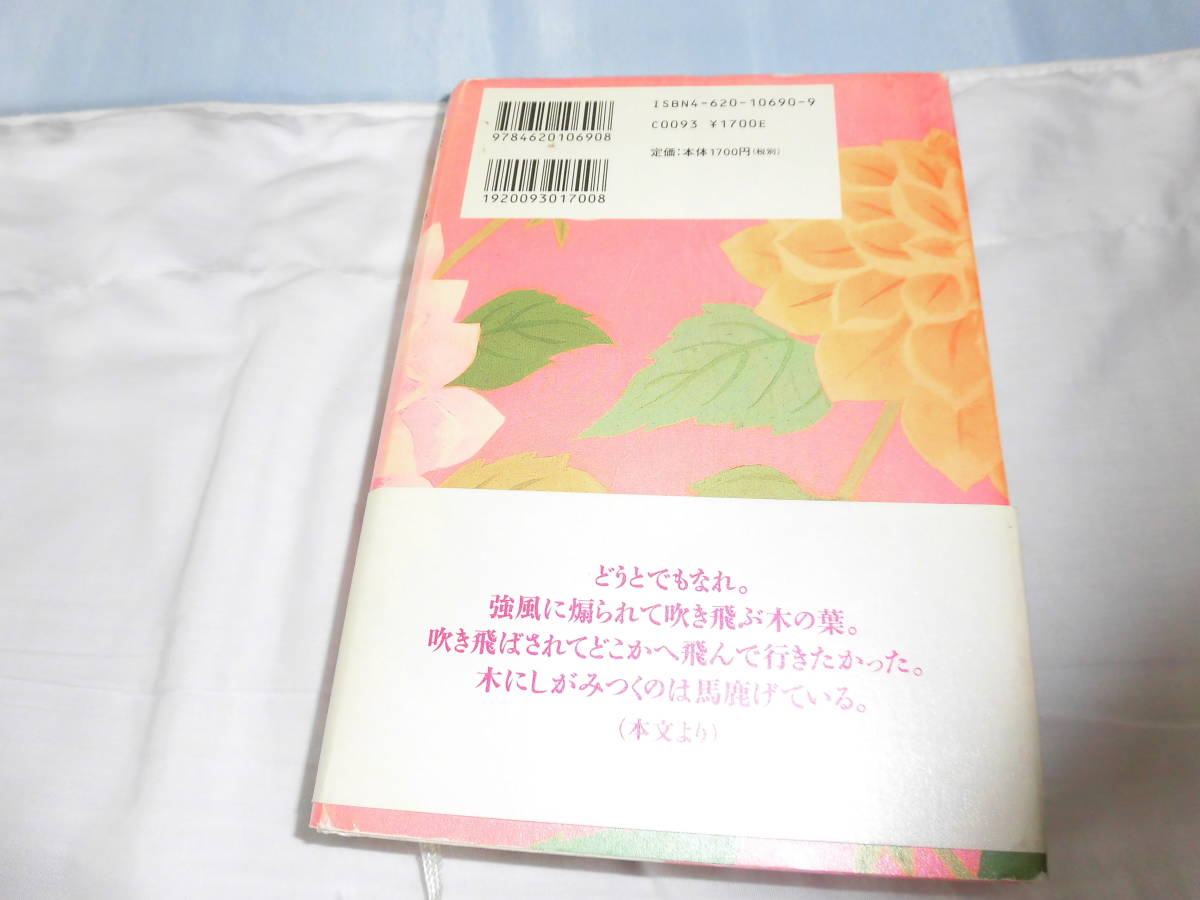 9784620106908
1920093017008
ISBN4-620-10690-9
C0093 ¥1700E
定価：本体1700円（税別）
どうとでもなれ。
強風に煽られて吹き飛ぶ木の葉。
吹き飛ばされてどこかへ飛んで行きたかった。
木にしがみつくのは馬鹿げている。
（本文より）